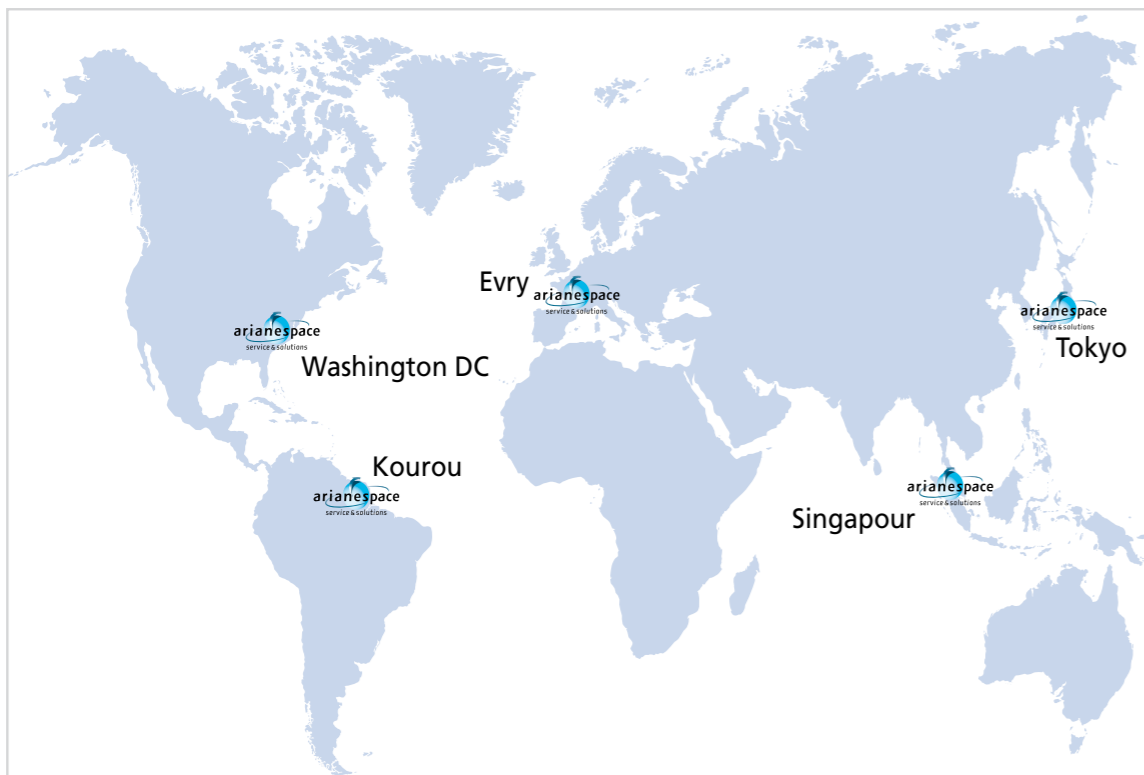 Evry
arianespace
service & solutions
arianespace
service & solutions
Tokyo
arianespace
service & solutions
Washington DC
Kourou
arianespace
service & solutions
arianespace
service & solutions
Singapour